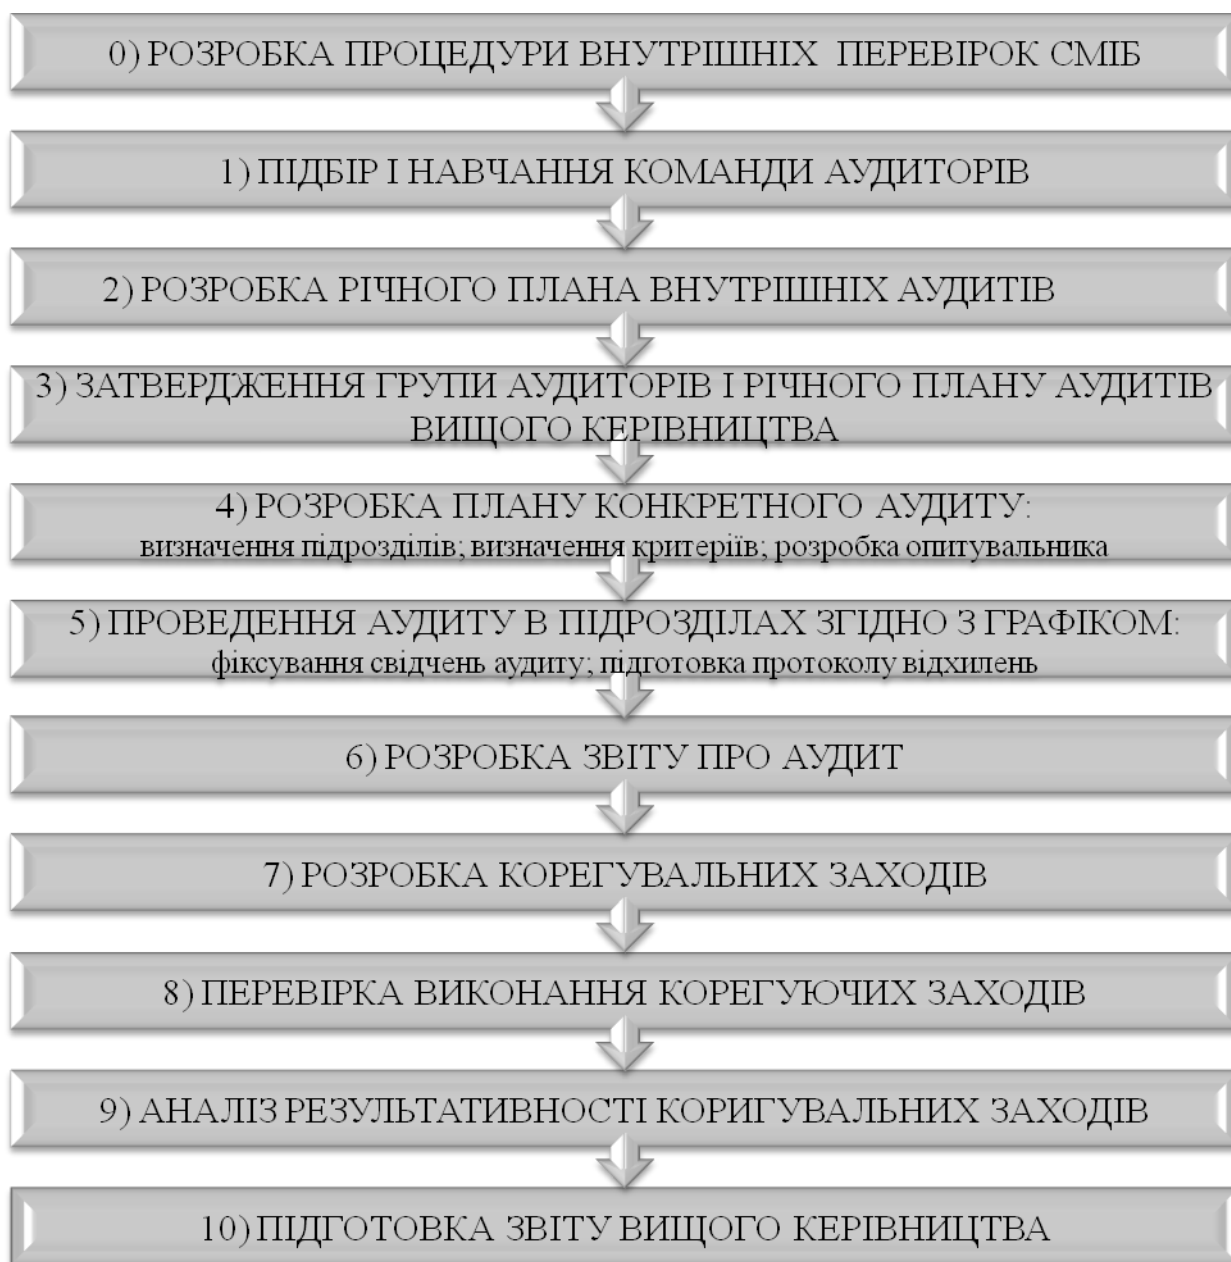 0) РОЗРОБКА ПРОЦЕДУРИ ВНУТРІШНІХ ПЕРЕВІРОК СМІБ
1) ПІДБІР І НАВЧАННЯ КОМАНДИ АУДИТОРІВ
2) РОЗРОБКА РІЧНОГО ПЛАНА ВНУТРІШНІХ АУДИТІВ
3) ЗАТВЕРДЖЕННЯ ГРУПИ АУДИТОРІВ І РІЧНОГО ПЛАНУ АУДИТІВ
ВИЩОГО КЕРІВНИЦТВА
4) РОЗРОБКА ПЛАНУ КОНКРЕТНОГО АУДИТУ:
визначення підрозділів; визначення критеріїв; розробка опитувальника
5) ПРОВЕДЕННЯ АУДИТУ В ПІДРОЗДІЛАХ ЗГІДНО З ГРАФІКОМ:
фіксування свідчень аудиту; підготовка протоколу відхилень
6) РОЗРОБКА ЗВІТУ ПРО АУДИТ
7) РОЗРОБКА КОРЕГУВАЛЬНИХ ЗАХОДІВ
8) ПЕРЕВІРКА ВИКОНАННЯ КОРЕГУЮЧИХ ЗАХОДІВ
9) АНАЛІЗ РЕЗУЛЬТАТИВНОСТІ КОРИГУВАЛЬНИХ ЗАХОДІВ
10) ПІДГОТОВКА ЗВІТУ ВИЩОГО КЕРІВНИЦТВА